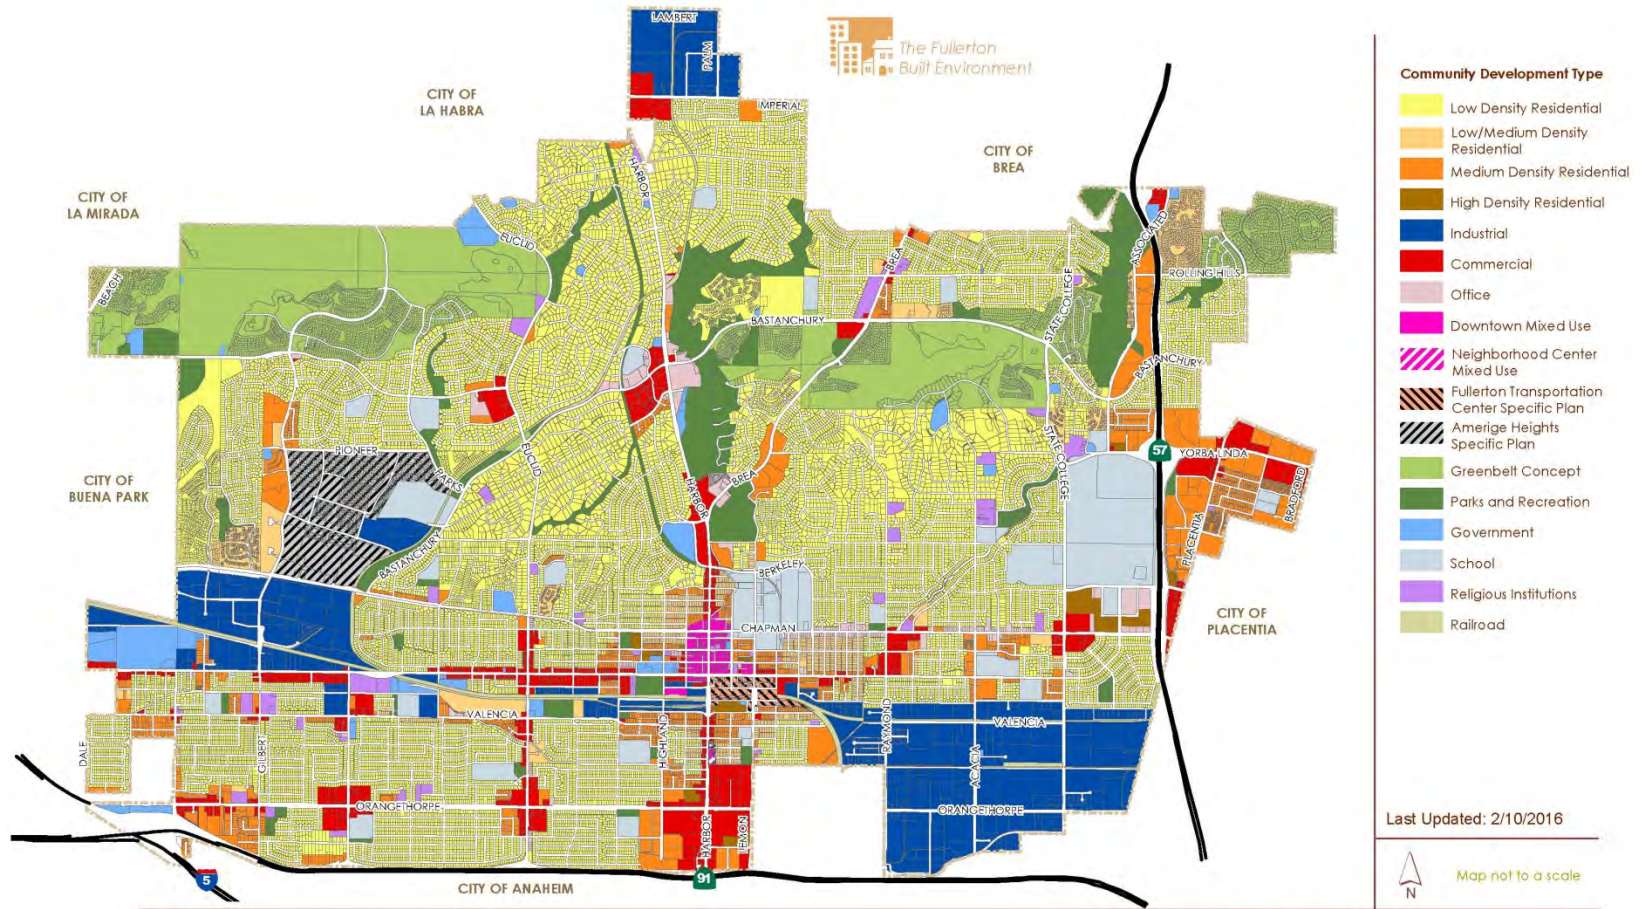 LAMBERT
PALM
The Fullerton
Built Environment
CITY OF
LA HABRA
IMPERIAL
CITY OF
BREA
HARBOR
CITY OF
LA MIRADA
EUCLID
BREA
ASSOCIATED
ROLLING HILLS
BEACH
STATE COLLEGE
BASTANCHURY
BASTANCHURY
EUCLID
STATE COLLEGE
57
YORBA LINDA
PIONEER
PARKS
HARBOR
BREA
BRADFORD
CITY OF
BUENA PARK
PLACENTIA
BASTANCHURY
BERKELEY
CITY OF
PLACENTIA
CHAPMAN
VALENCIA
VALENCIA
DALE
GILBERT
HIGHLAND
RAYMOND
ACACIA
ORANGETHORPE
ORANGETHORPE
HARBOR
LEMON
5
91
CITY OF ANAHEIM
Community Development Type
Low Density Residential
Low/Medium Density
Residential
Medium Density Residential
High Density Residential
Industrial
Commercial
Office
Downtown Mixed Use
Neighborhood Center
Mixed Use
Fullerton Transportation
Center Specific Plan
Amerige Heights
Specific Plan
Greenbelt Concept
Parks and Recreation
Government
School
Religious Institutions
Railroad
Last Updated: 2/10/2016
N
Map not to a scale